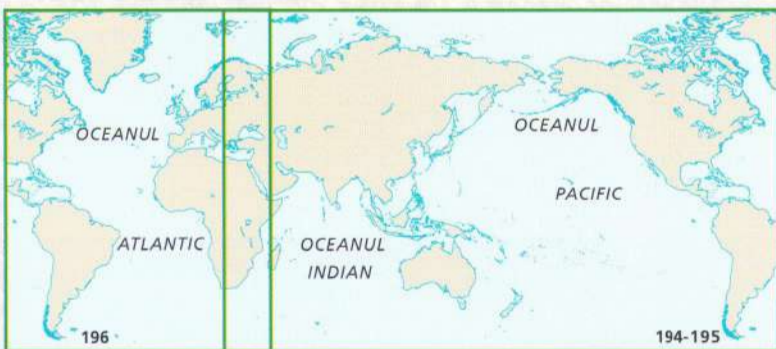 OCEANUL
ATLANTIC
OCEANUL
INDIAN
OCEANUL
PACIFIC
196
194-195